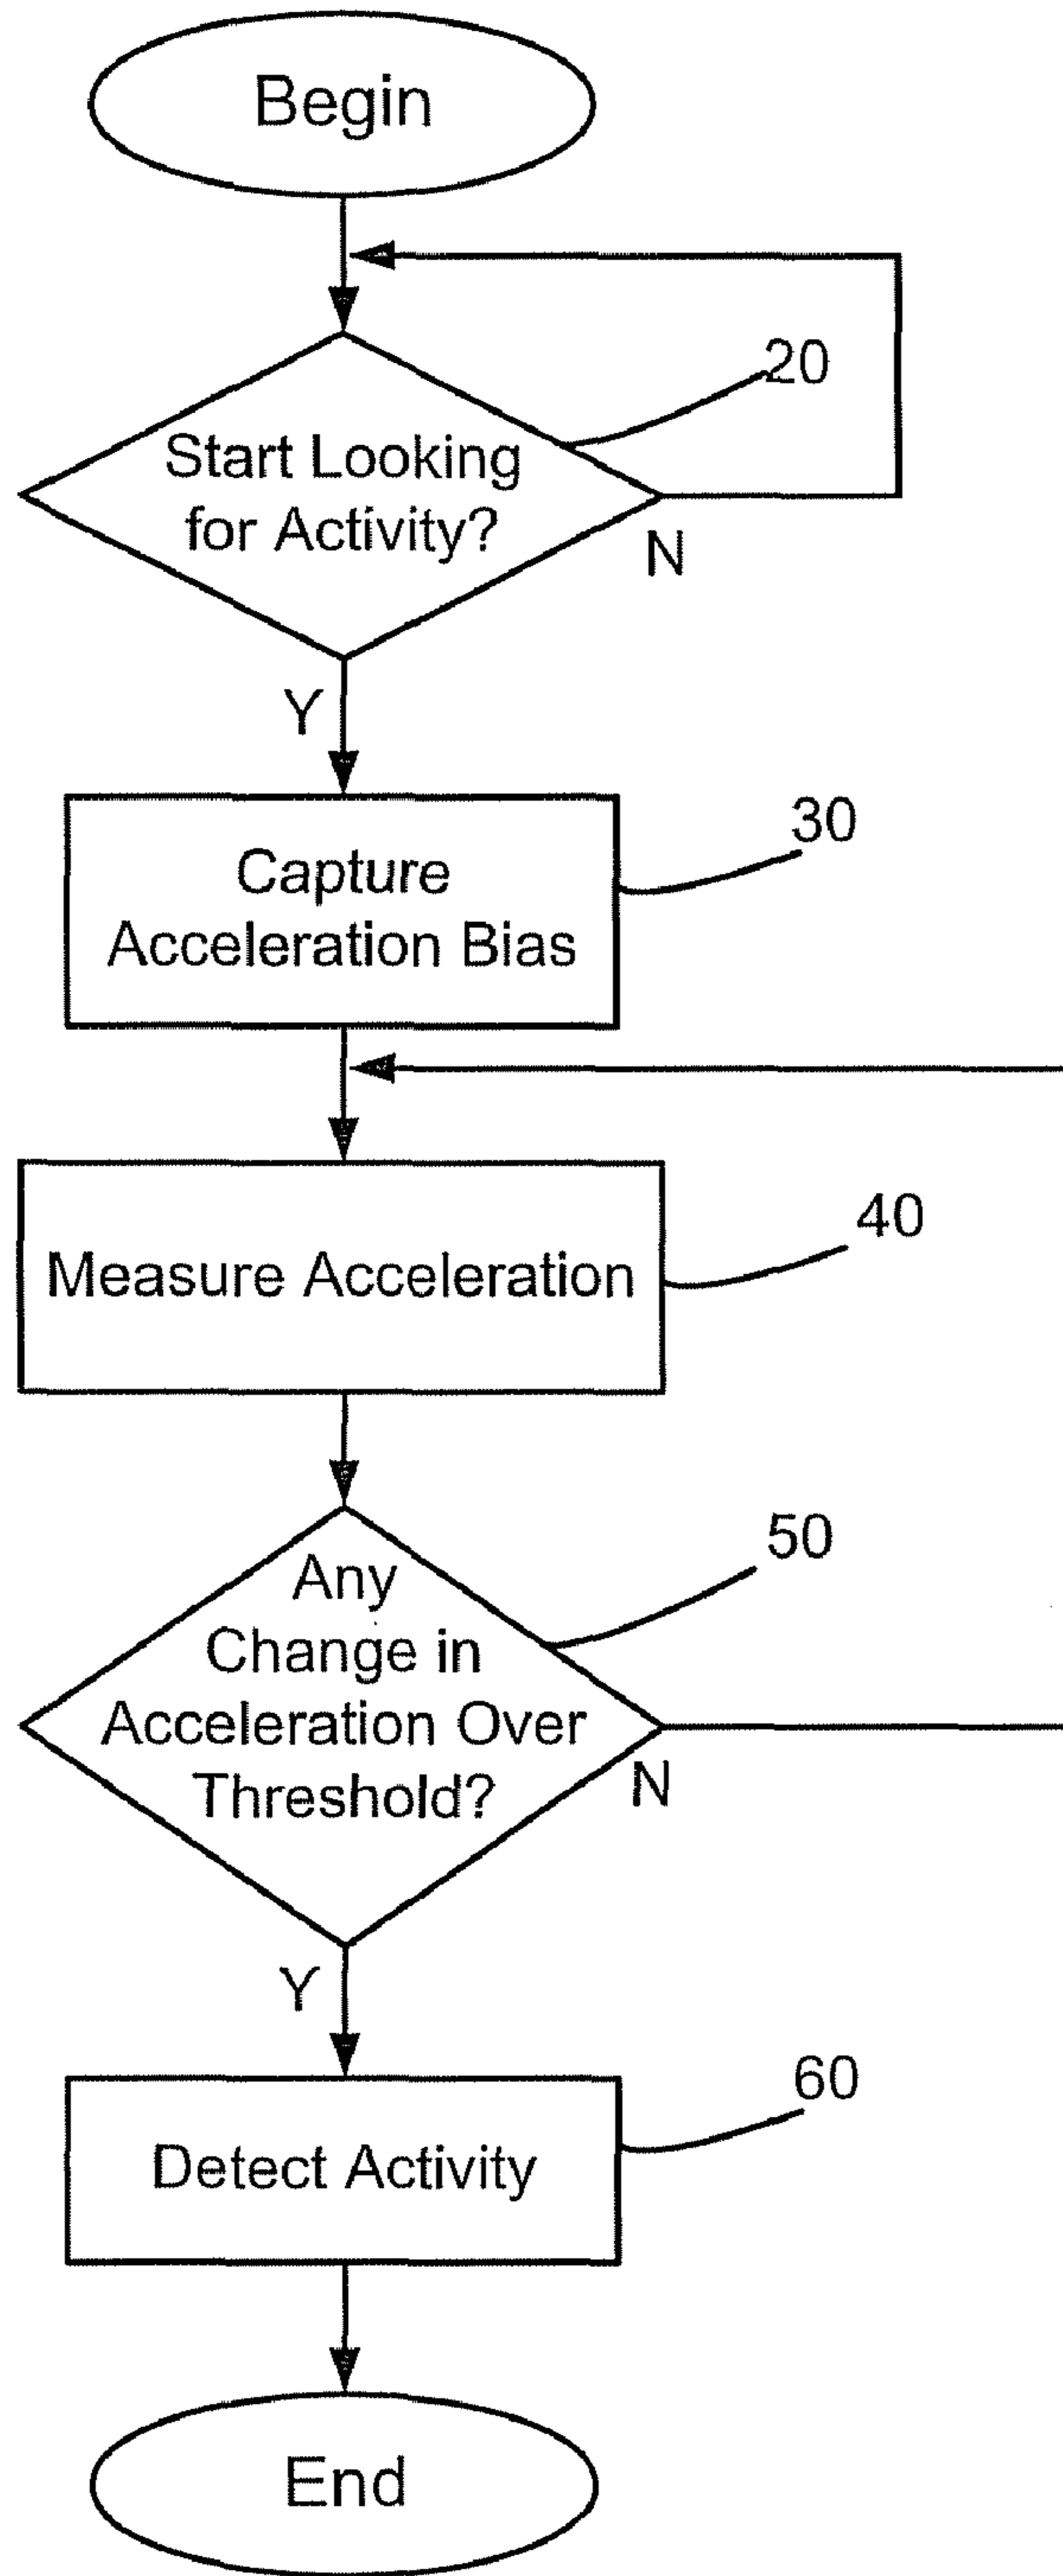 Begin
20
Start Looking
for Activity?
N
Y
30
Capture
Acceleration Bias
40
Measure Acceleration
50
Any
Change in
Acceleration Over
Threshold?
N
Y
60
Detect Activity
End